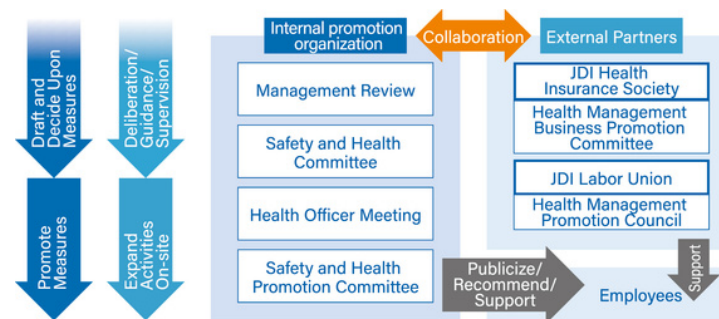 Draft and
Decide Upon
Measures
Deliberation/
Guidance/
Supervision
Promote
Measures
Expand
Activities
On-site
Internal promotion
organization
Collaboration
External Partners
Management Review
Safety and Health
Committee
Health Officer Meeting
Safety and Health
Promotion Committee
JDI Health
Insurance Society
Health Management
Business Promotion
Committee
JDI Labor Union
Health Management
Promotion Council
Publicize/
Recommend/
Support
Support
Employees